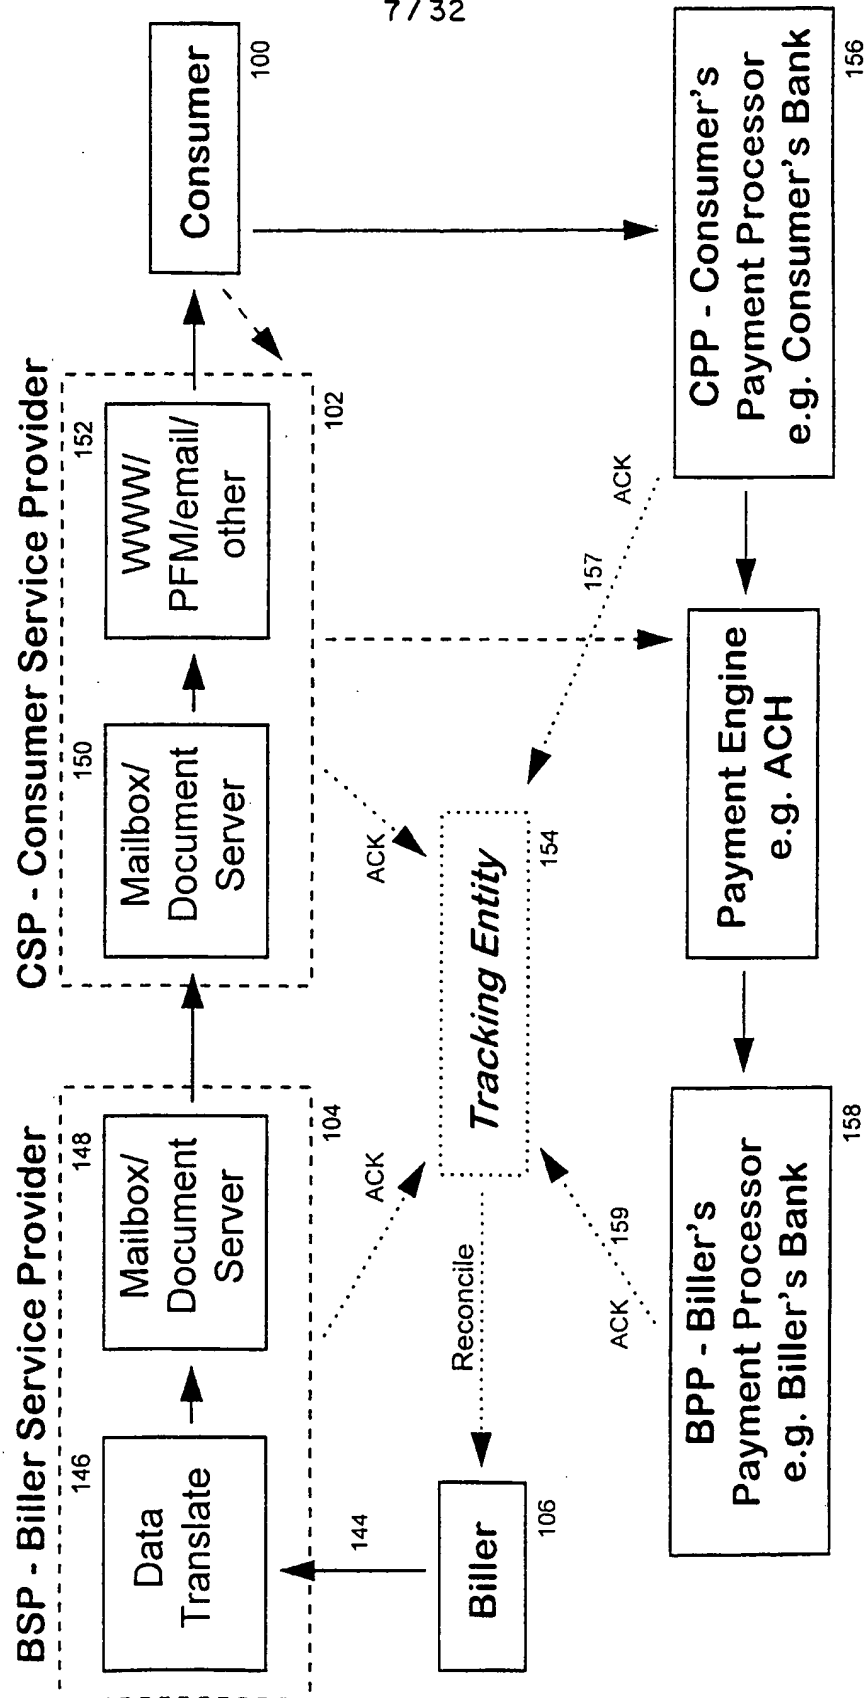 7/32
BSP - Biller Service Provider
146
Data
Translate
148
Mailbox/
Document
Server
104
CSP - Consumer Service Provider
150
Mailbox/
Document
Server
152
WWW/
PFM/email/
other
102
Consumer
100
144
Biller
106
Reconcile
ACK
ACK
Tracking Entity
154
ACK
159
157
ACK
BPP - Biller's
Payment Processor
e.g. Biller's Bank
158
Payment Engine
e.g. ACH
CPP - Consumer's
Payment Processor
e.g. Consumer's Bank
156